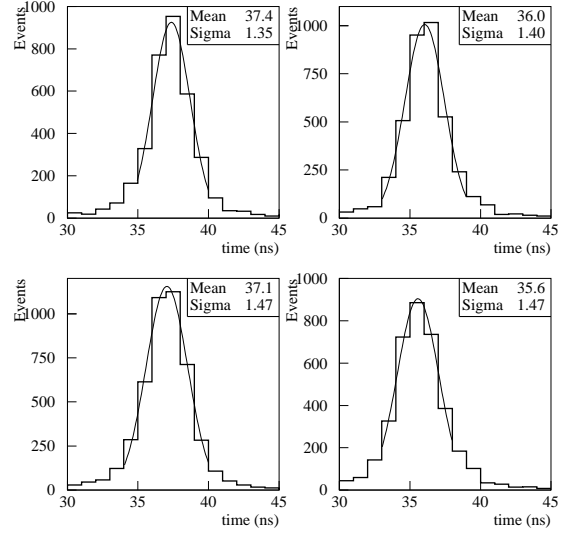 Events
Mean 37.4
Sigma 1.35
1000
800
600
400
200
0
30 35 40 45
time (ns)
Events
Mean 36.0
Sigma 1.40
1000
750
500
250
0
30 35 40 45
time (ns)
Events
Mean 37.1
Sigma 1.47
1000
750
500
250
0
30 35 40 45
time (ns)
Events
Mean 35.6
Sigma 1.47
1000
800
600
400
200
0
30 35 40 45
time (ns)